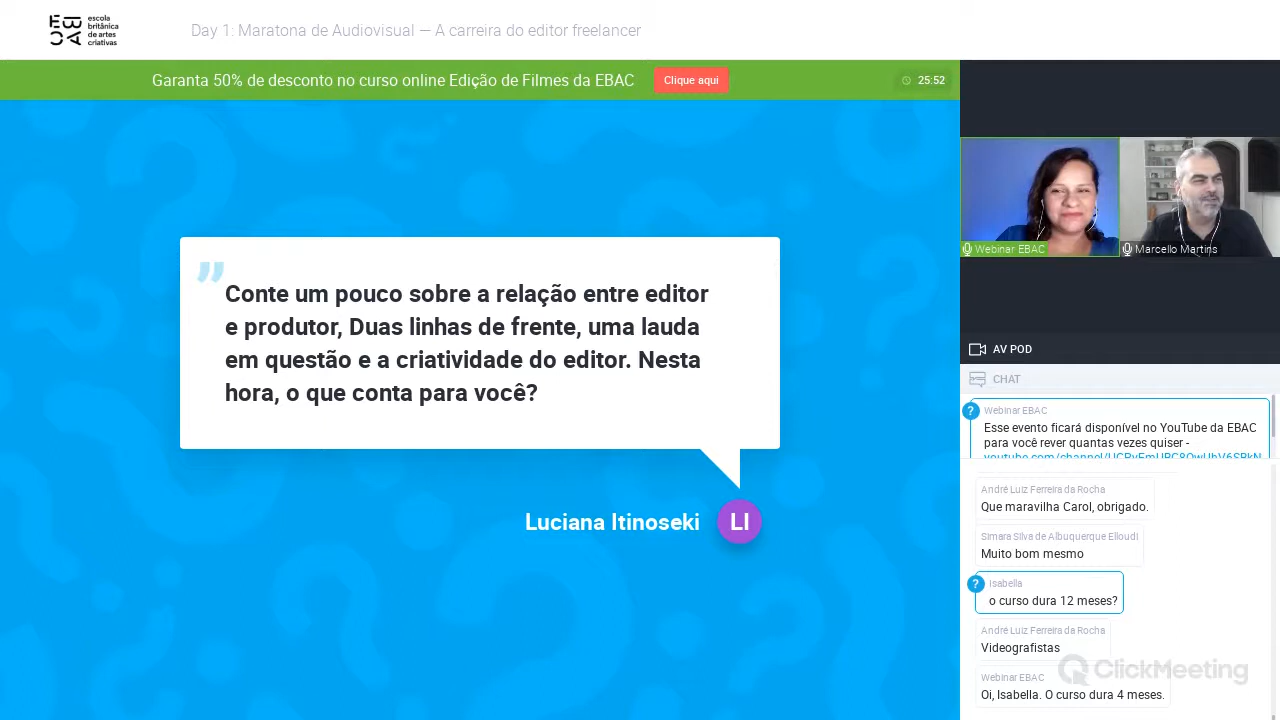 escola
britânica
de artes
criativas
Day 1: Maratona de Audiovisual — A carreira do editor freelancer
Garanta 50% de desconto no curso online Edição de Filmes da EBAC
Clique aqui
25:52
Conte um pouco sobre a relação entre editor
e produtor, Duas linhas de frente, uma lauda
em questão e a criatividade do editor. Nesta
hora, o que conta para você?
Luciana Itinoseki
LI
Webinar EBAC
Marcello Martins
AV POD
CHAT
?
Webinar EBAC
Esse evento ficará disponível no YouTube da EBAC
para você rever quantas vezes quiser -
André Luiz Ferreira da Rocha
Que maravilha Carol, obrigado.
Simara Silva de Albuquerque Elloudi
Muito bom mesmo
?
Isabella
o curso dura 12 meses?
André Luiz Ferreira da Rocha
Videografistas
ClickMeeting
Webinar EBAC
Oi, Isabella. O curso dura 4 meses.